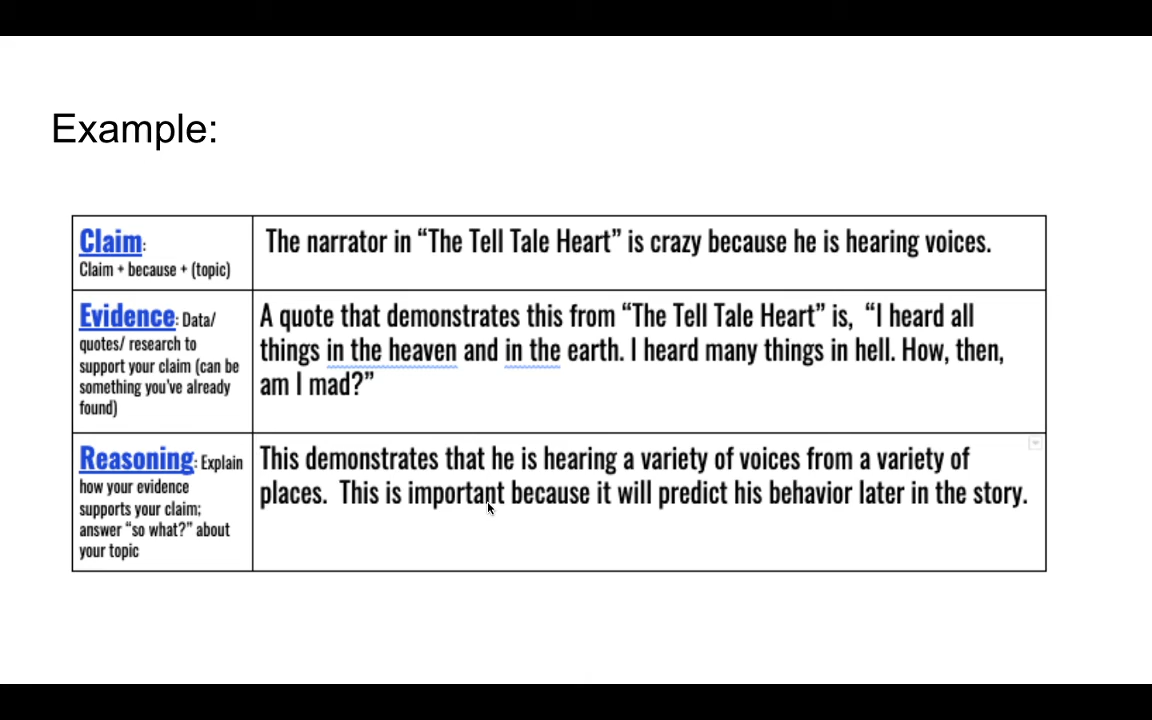 Example:
Claim:
Claim + because + (topic)
The narrator in “The Tell Tale Heart” is crazy because he is hearing voices.
Evidence: Data/
quotes/ research to
support your claim (can be
something you've already
found)
A quote that demonstrates this from “The Tell Tale Heart” is, “I heard all
things in the heaven and in the earth. I heard many things in hell. How, then,
am I mad?”
Reasoning: Explain
how your evidence
supports your claim;
answer “so what?” about
your topic
This demonstrates that he is hearing a variety of voices from a variety of
places. This is important because it will predict his behavior later in the story.